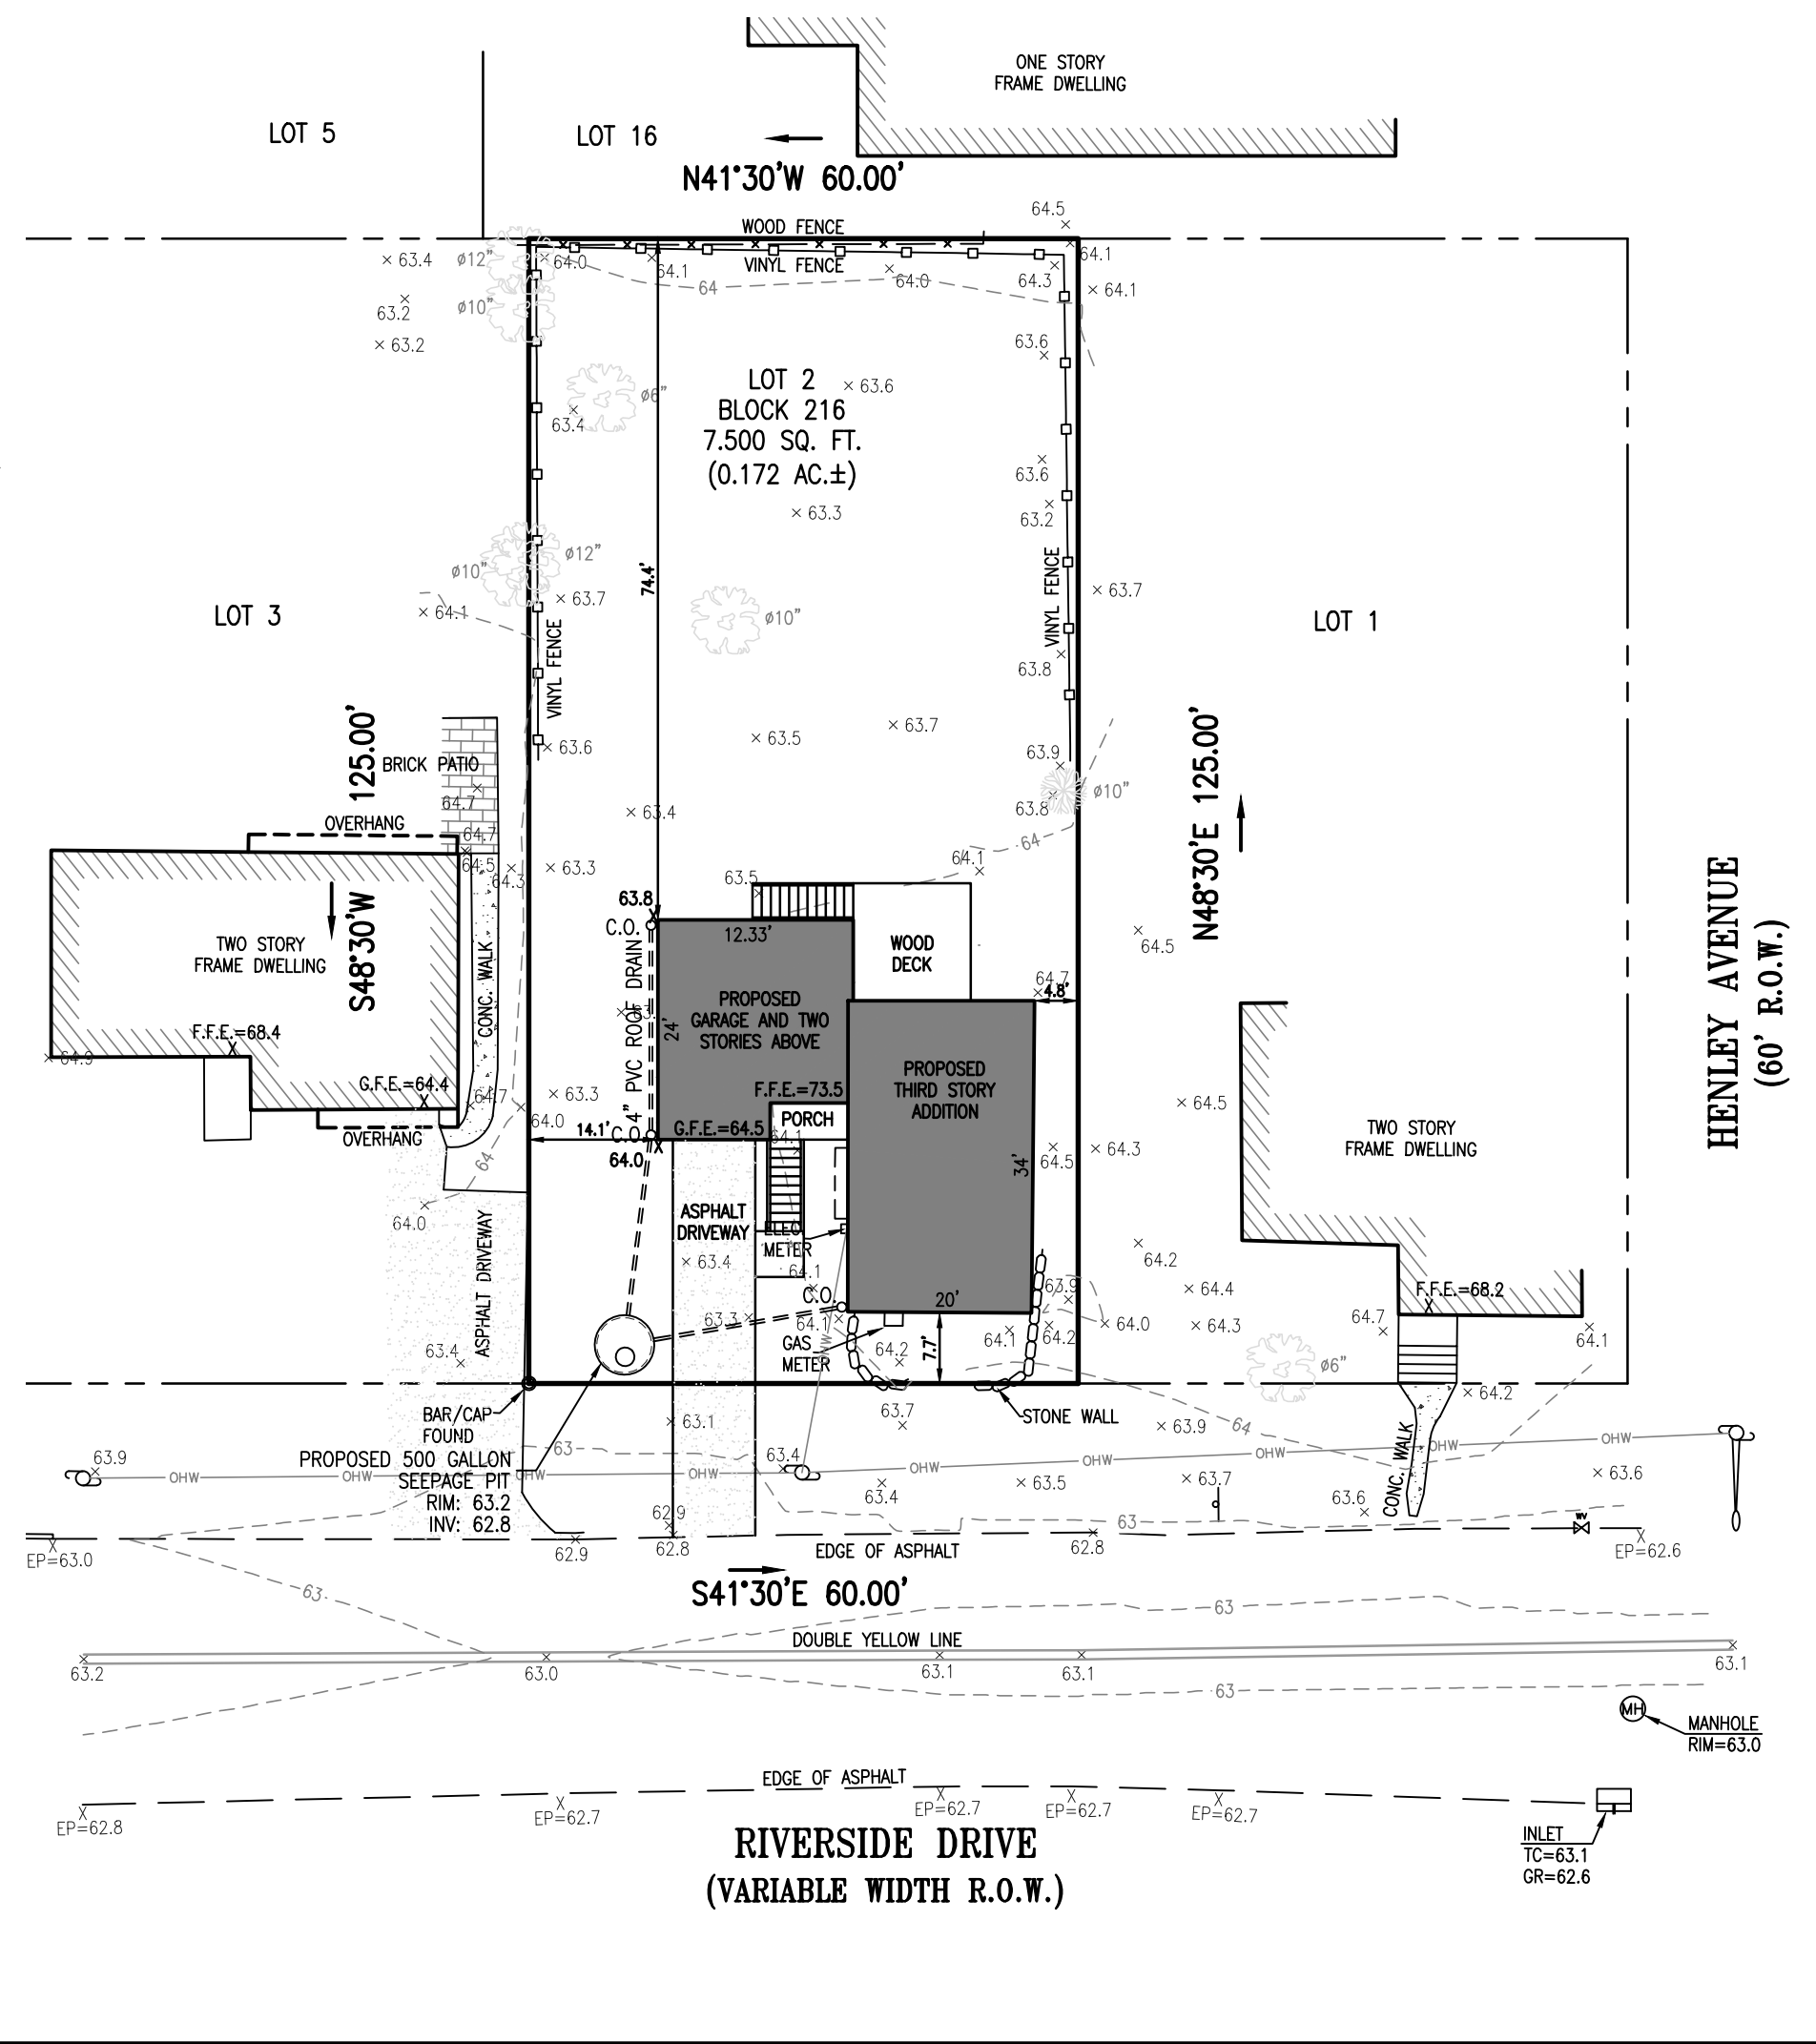 ONE STORY
FRAME DWELLING
LOT 5
LOT 16
N41°30'W 60.00'
64.5
WOOD FENCE
64.1
VINYL FENCE
63.4
ø12"
64.0
64.1
64
64.0
64.3
64.1
63.2
ø10"
63.2
63.6
LOT 2
BLOCK 216
7.500 SQ. FT.
(0.172 AC.±)
63.6
ø6"
63.4
63.6
63.3
63.2
ø12"
ø10"
74.4'
VINYL FENCE
63.7
63.7
64.1
LOT 3
ø10"
LOT 1
VINYL FENCE
63.8
63.7
63.5
63.6
63.9
125.00'
BRICK PATIO
64.7
63.8
ø10"
N48°30'E 125.00'
63.4
OVERHANG
64.7
64
64.5
64.3
63.3
64.1
63.5
63.8
C.O.
12.33'
WOOD
DECK
64.5
TWO STORY
FRAME DWELLING
S48°30'W
CONC. WALK
4" PVC ROOF DRAIN
64.7
4.8'
PROPOSED
GARAGE AND TWO
STORIES ABOVE
24'
F.F.E.=68.4
64.9
PROPOSED
THIRD STORY
ADDITION
G.F.E.=64.4
64.7
63.3
64.0
F.F.E.=73.5
PORCH
G.F.E.=64.5
64.1
14.1'
C.O.
64.0
OVERHANG
64
64.5
64.5
64.3
34'
TWO STORY
FRAME DWELLING
HENLEY AVENUE
(60' R.O.W.)
64.0
ASPHALT DRIVEWAY
ASPHALT
DRIVEWAY
ELEC
METER
63.4
64.1
C.O.
64.2
63.9
64.4
F.F.E.=68.2
20'
63.3
64.1
64.1
64.2
64.0
64.3
64.7
64.1
GAS
METER
OHW
64.2
7.7'
63.4
ø6"
64.2
BAR/CAP
FOUND
63.1
63.7
STONE WALL
63.9
64
CONC. WALK
PROPOSED 500 GALLON
SEEPAGE PIT
RIM: 63.2
INV: 62.8
63
63.9
OHW
OHW
OHW
OHW
63.4
OHW
OHW
OHW
OHW
63.4
63.5
63.7
63.6
63.6
62.9
63
WV
EP=63.0
62.9
62.8
EDGE OF ASPHALT
62.8
EP=62.6
S41°30'E 60.00'
63
63
DOUBLE YELLOW LINE
63.2
63.0
63.1
63.1
63.1
63
MH
MANHOLE
RIM=63.0
EDGE OF ASPHALT
EP=62.8
EP=62.7
EP=62.7
EP=62.7
EP=62.7
RIVERSIDE DRIVE
(VARIABLE WIDTH R.O.W.)
INLET
TC=63.1
GR=62.6